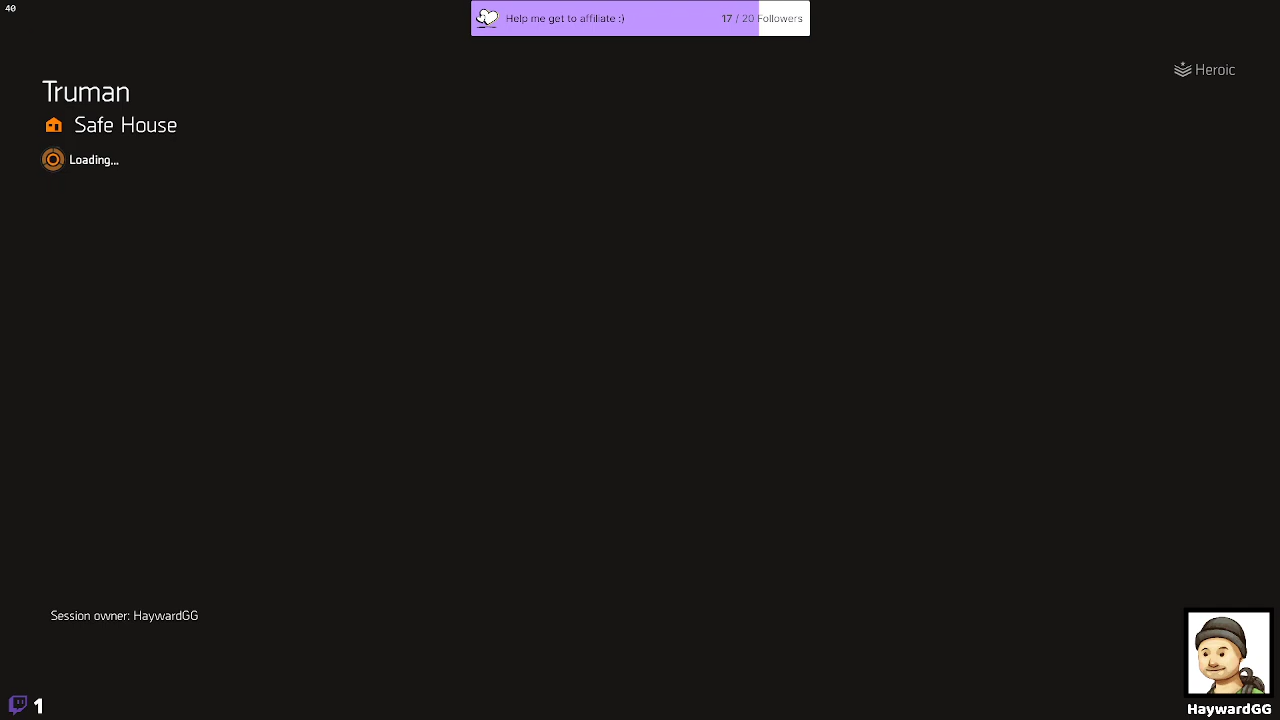 40
Help me get to affiliate :)
17 / 20 Followers
Heroic
Truman
Safe House
Loading...
Session owner: HaywardGG
1
HaywardGG